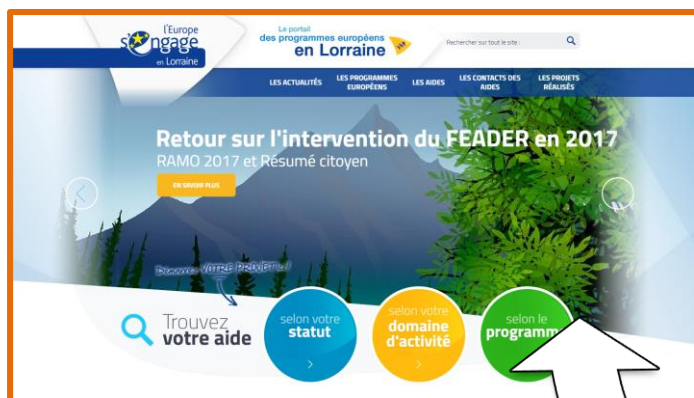 l'Europe
s'engage
en Lorraine
Le portail
des programmes européens
en Lorraine
Rechercher sur tout le site :
LES ACTUALITÉS
LES PROGRAMMES
EUROPÉENS
LES AIDES
LES CONTACTS DES
AIDES
LES PROJETS
RÉALISÉS
Retour sur l'intervention du FEADER en 2017
RAMO 2017 et Résumé citoyen
EN SAVOIR PLUS
VOTRE PROJET
Trouvez
votre aide
selon votre
statut
selon votre
domaine
d'activité
selon le
programm